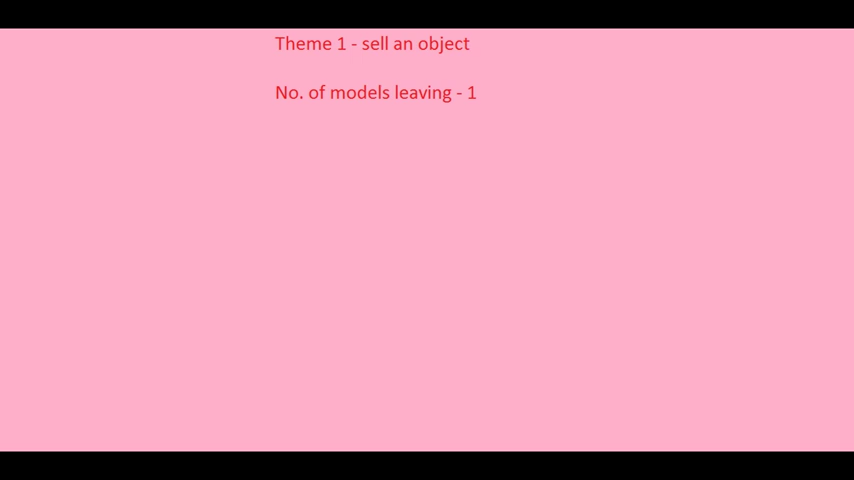 Theme 1 - sell an object
No. of models leaving - 1